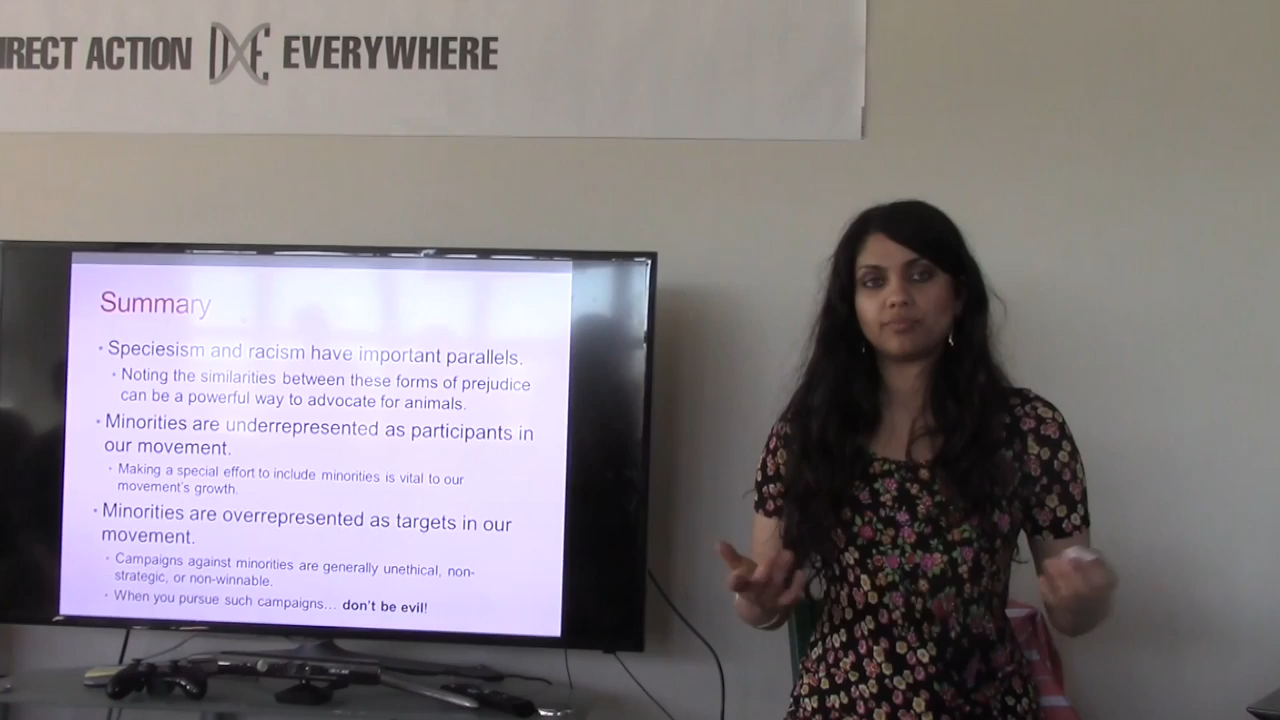 IRECT ACTION DXE EVERYWHERE
Summary
• Speciesism and racism have important parallels.
• Noting the similarities between these forms of prejudice
can be a powerful way to advocate for animals.
• Minorities are underrepresented as participants in
our movement.
• Making a special effort to include minorities is vital to our
movement's growth.
• Minorities are overrepresented as targets in our
movement.
• Campaigns against minorities are generally unethical, non-
strategic, or non-winnable.
• When you pursue such campaigns… don't be evil!